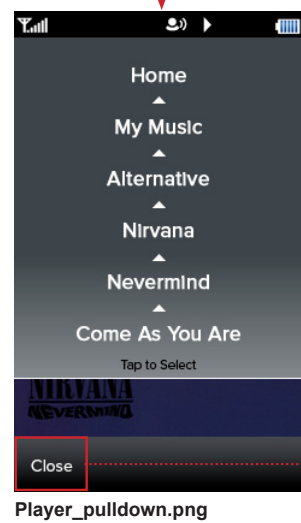 Home
My Music
Alternative
Nirvana
Nevermind
Come As You Are
Tap to Select
NIRVANA
NEVERMIND
Close
Player_pulldown.png